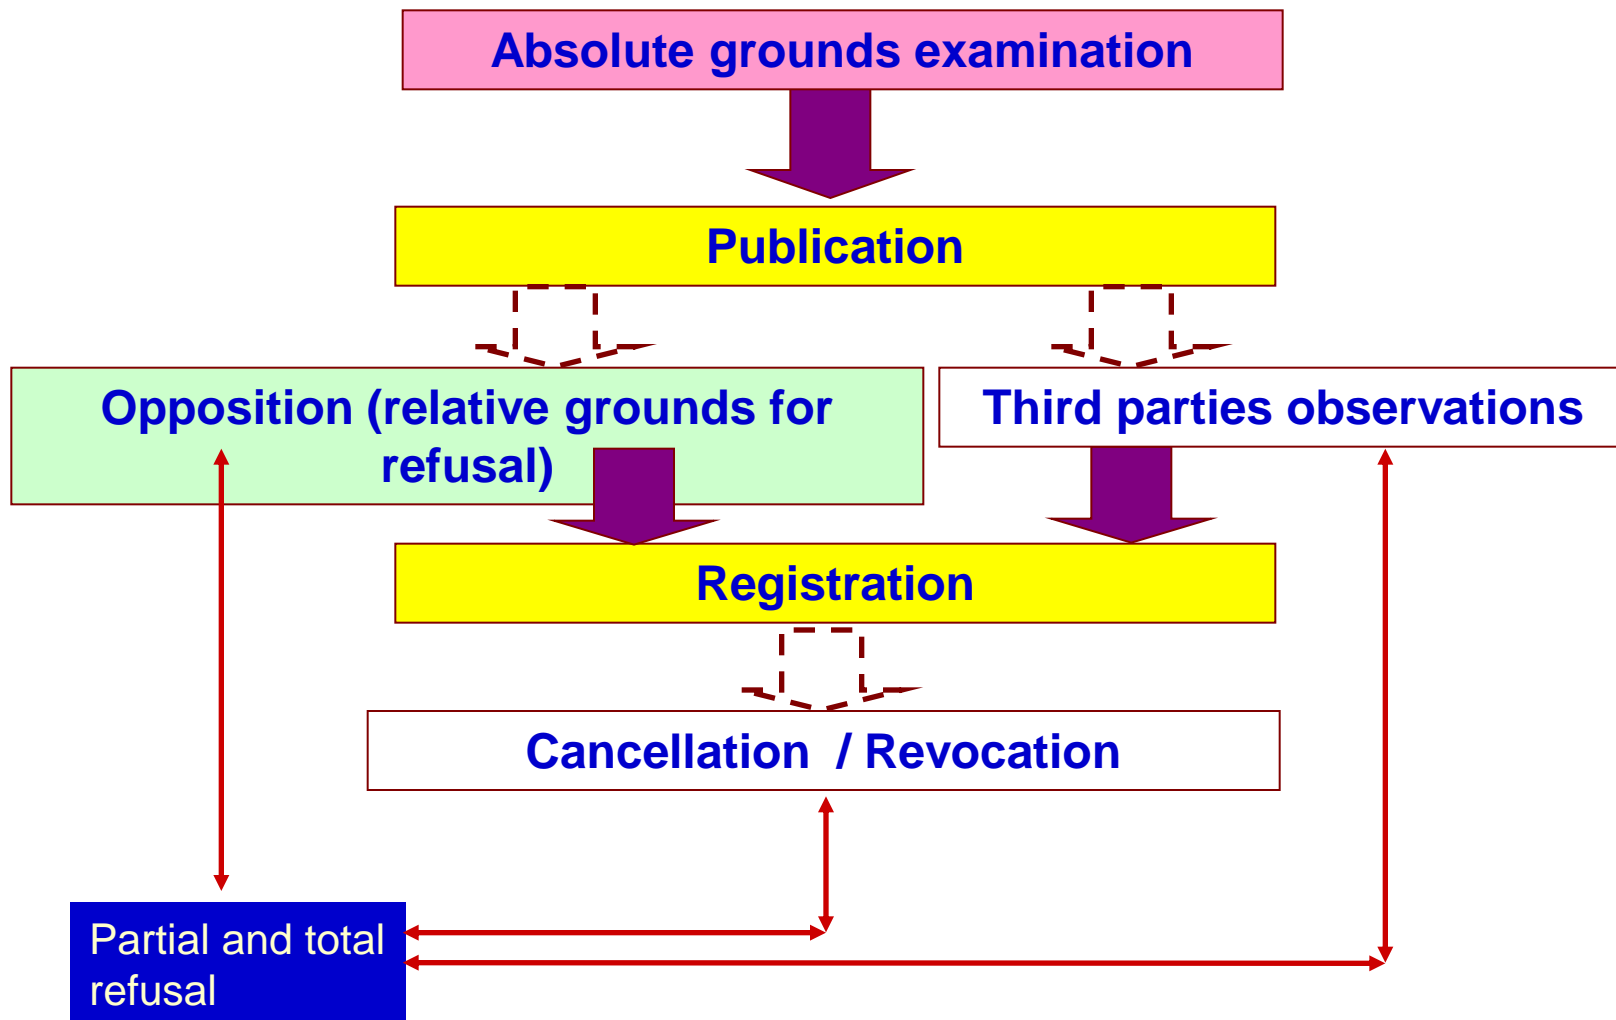 Absolute grounds examination
Publication
Opposition (relative grounds for
refusal)
Third parties observations
Registration
Cancellation  / Revocation
Partial and total
refusal